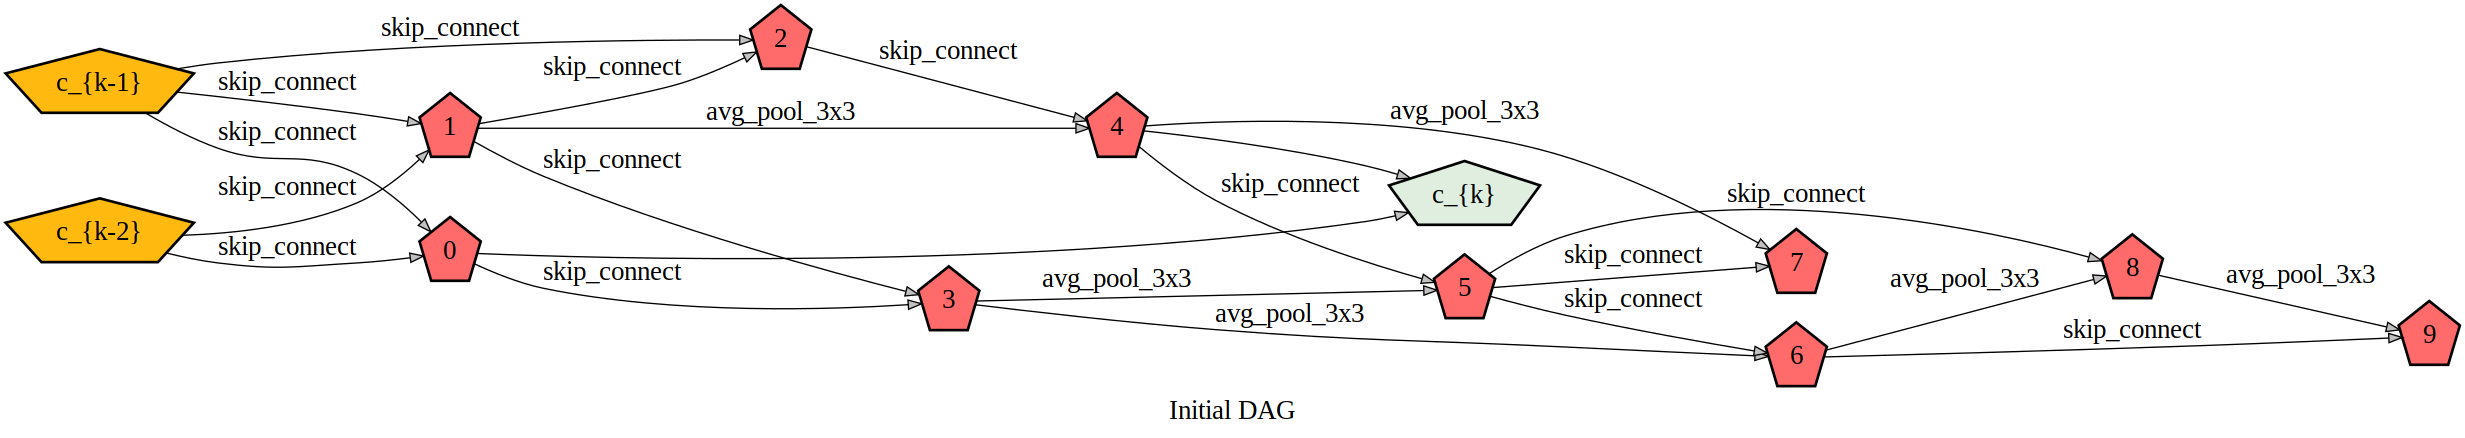 skip_connect
2
skip_connect
c_{k-1}
skip_connect
skip_connect
1
avg_pool_3x3
4
avg_pool_3x3
skip_connect
skip_connect
skip_connect
skip_connect
c_{k}
skip_connect
c_{k-2}
skip_connect
0
skip_connect
3
avg_pool_3x3
avg_pool_3x3
5
skip_connect
skip_connect
7
6
avg_pool_3x3
8
avg_pool_3x3
skip_connect
9
Initial DAG